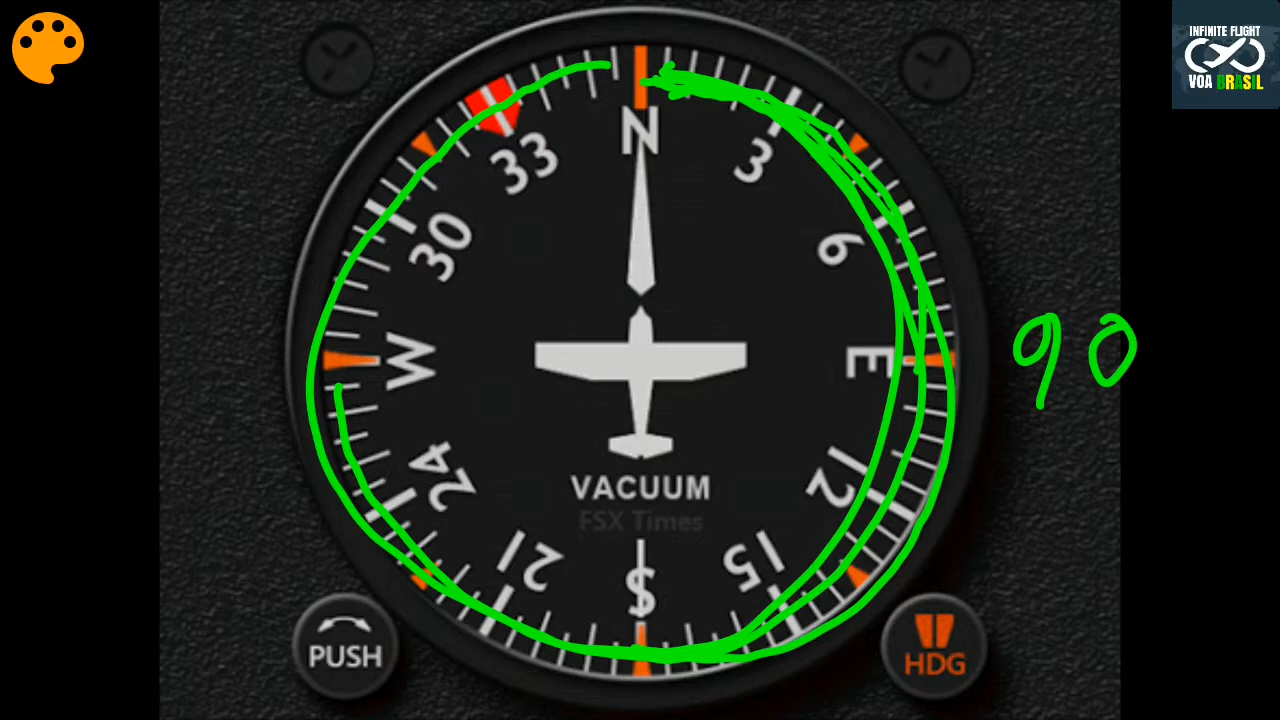 INFINITE FLIGHT
VOA BRASIL
N
33
3
30
6
W
E
90
24
12
VACUUM
FSX Times
21
S
15
PUSH
HDG